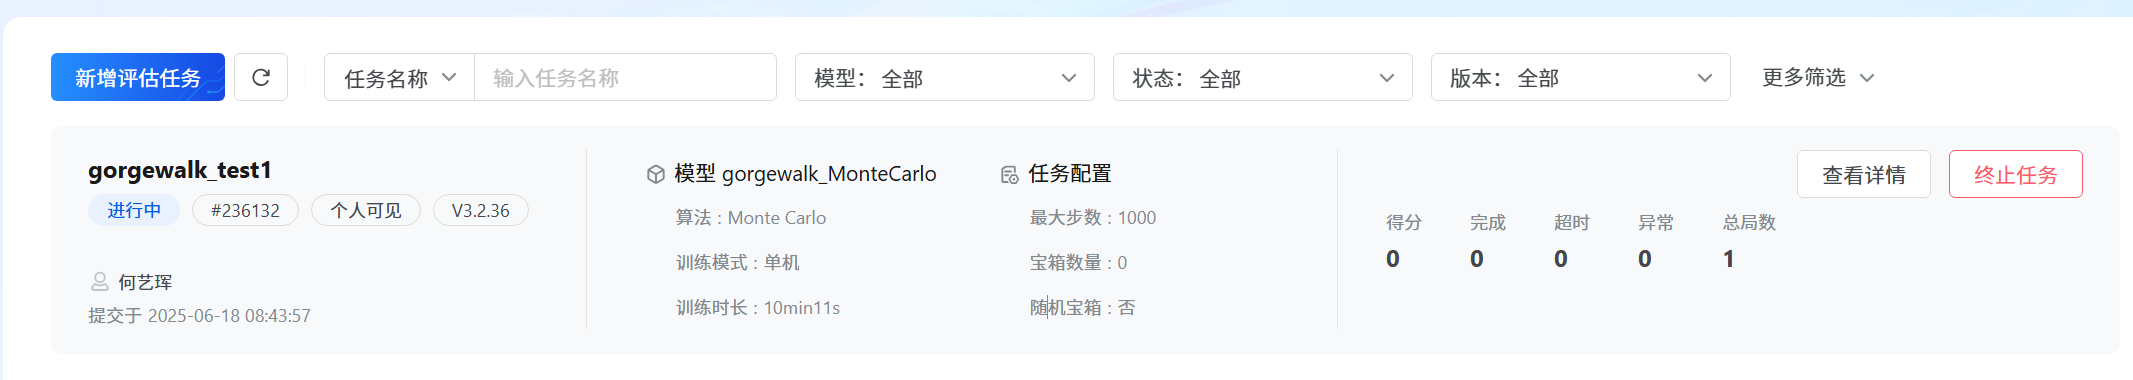 新增评估任务
任务名称
输入任务名称
模型： 全部
状态： 全部
版本： 全部
更多筛选
gorgewalk_test1
进行中
#236132
个人可见
V3.2.36
何艺珲
提交于 2025-06-18 08:43:57
模型 gorgewalk_MonteCarlo
算法 : Monte Carlo
训练模式 : 单机
训练时长 : 10min11s
任务配置
最大步数 : 1000
宝箱数量 : 0
随机宝箱 : 否
得分 完成 超时 异常 总局数
0 0 0 0 1
查看详情
终止任务